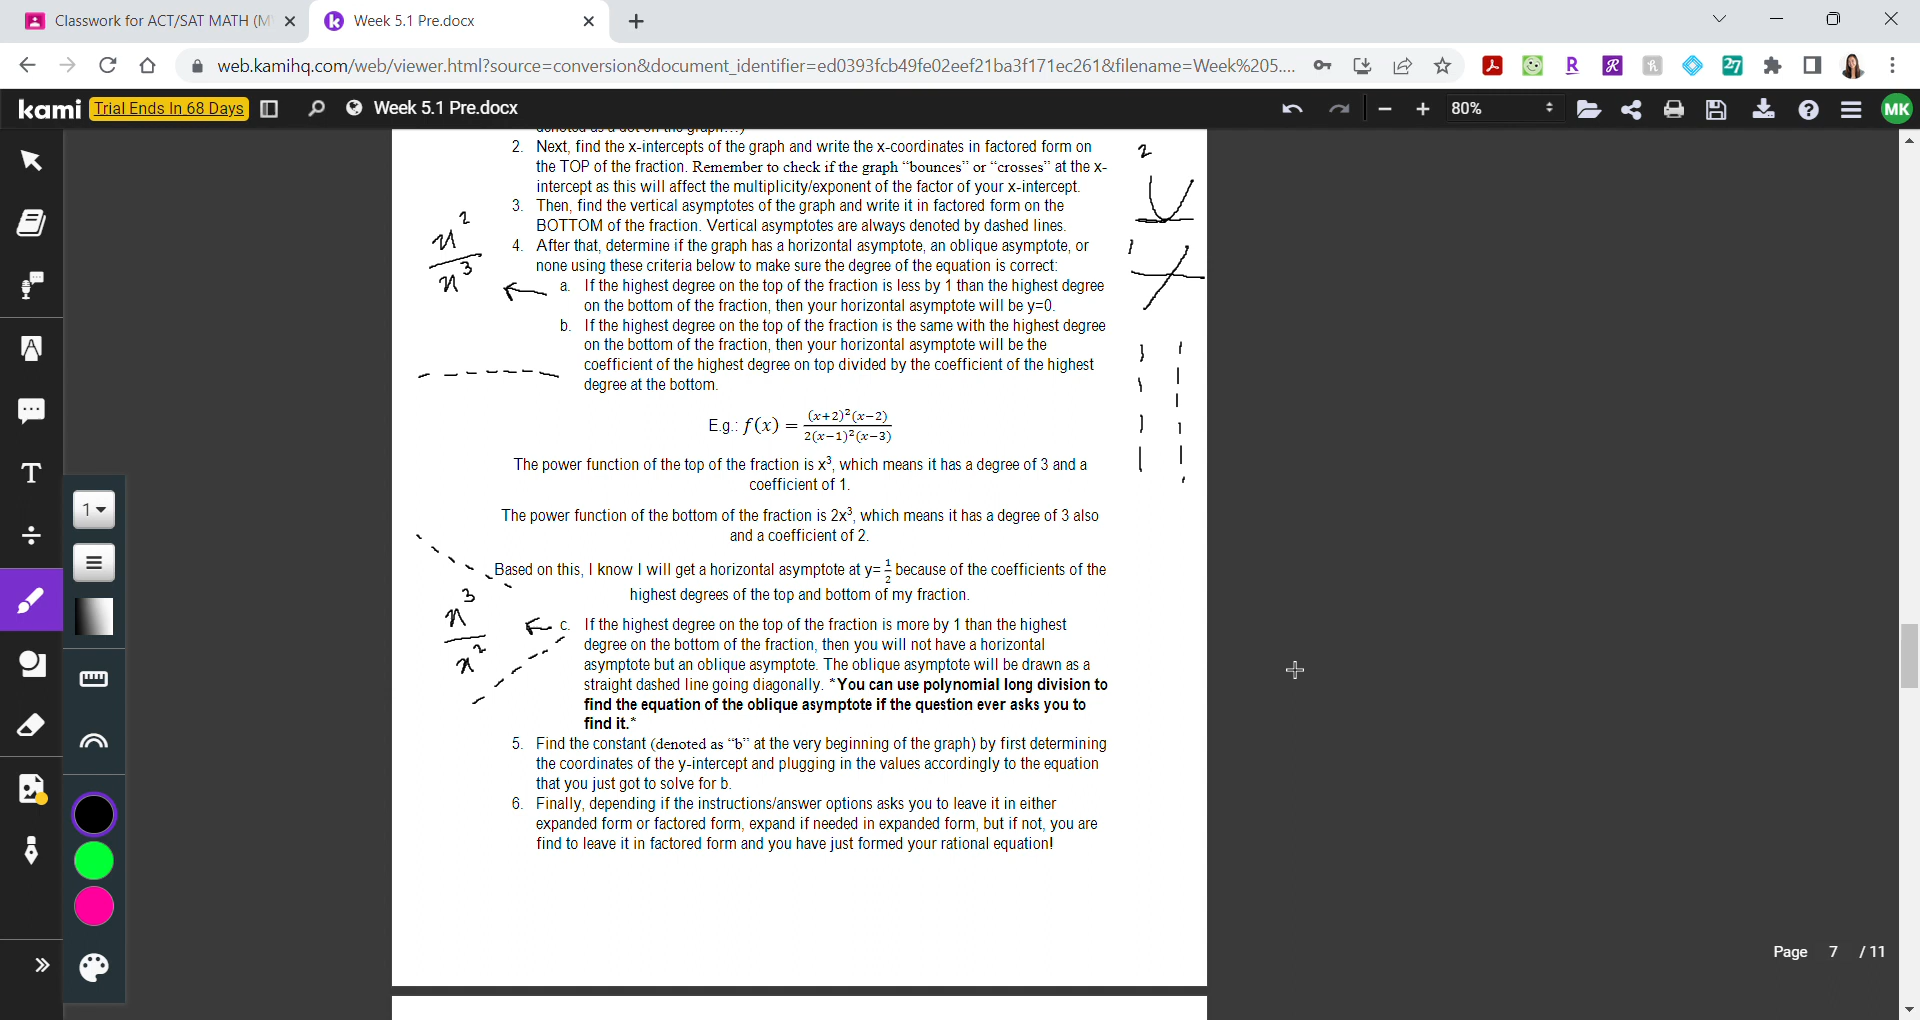 Classwork for ACT/SAT MATH (M
Week 5.1 Pre.docx
web.kamihq.com/web/viewer.html?source=conversion&document_identifier=ed0393fcb49fe02eef21ba3f171ec261&filename=Week%205....
kami
Trial Ends In 68 Days
Week 5.1 Pre.docx
80%
MK
2. Next, find the x-intercepts of the graph and write the x-coordinates in factored form on
the TOP of the fraction. Remember to check if the graph “bounces” or “crosses” at the x-
intercept as this will affect the multiplicity/exponent of the factor of your x-intercept.
3. Then, find the vertical asymptotes of the graph and write it in factored form on the
BOTTOM of the fraction. Vertical asymptotes are always denoted by dashed lines.
4. After that, determine if the graph has a horizontal asymptote, an oblique asymptote, or
none using these criteria below to make sure the degree of the equation is correct:
a. If the highest degree on the top of the fraction is less by 1 than the highest degree
on the bottom of the fraction, then your horizontal asymptote will be y=0.
b. If the highest degree on the top of the fraction is the same with the highest degree
on the bottom of the fraction, then your horizontal asymptote will be the
coefficient of the highest degree on top divided by the coefficient of the highest
degree at the bottom.
E.g.: f(x) = (x+2)²(x−2) / 2(x−1)²(x−3)
The power function of the top of the fraction is x³, which means it has a degree of 3 and a
coefficient of 1.
The power function of the bottom of the fraction is 2x³, which means it has a degree of 3 also
and a coefficient of 2.
Based on this, I know I will get a horizontal asymptote at y=1/2 because of the coefficients of the
highest degrees of the top and bottom of my fraction.
c. If the highest degree on the top of the fraction is more by 1 than the highest
degree on the bottom of the fraction, then you will not have a horizontal
asymptote but an oblique asymptote. The oblique asymptote will be drawn as a
straight dashed line going diagonally. *You can use polynomial long division to
find the equation of the oblique asymptote if the question ever asks you to
find it.*
5. Find the constant (denoted as “b” at the very beginning of the graph) by first determining
the coordinates of the y-intercept and plugging in the values accordingly to the equation
that you just got to solve for b.
6. Finally, depending if the instructions/answer options asks you to leave it in either
expanded form or factored form, expand if needed in expanded form, but if not, you are
find to leave it in factored form and you have just formed your rational equation!
x²
x³
x³
x²
2
1
1
Page 7 / 11